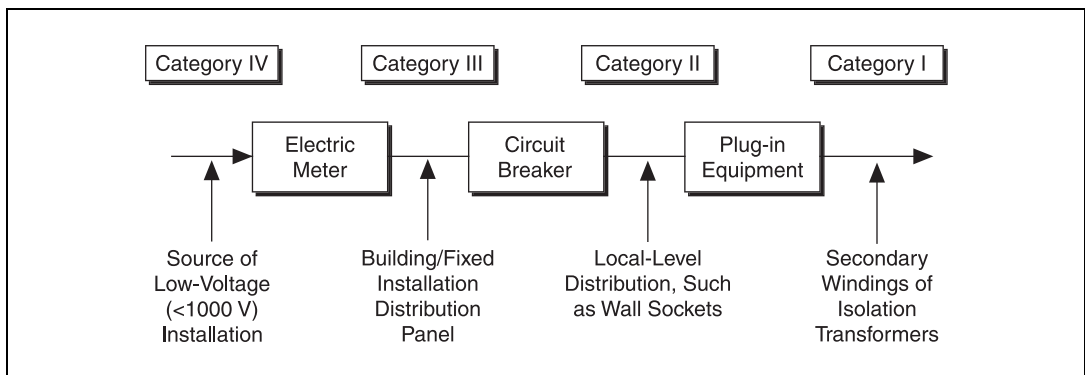 Category IV
Category III
Category II
Category I
Electric
Meter
Circuit
Breaker
Plug-in
Equipment
Source of
Low-Voltage
(<1000 V)
Installation
Building/Fixed
Installation
Distribution
Panel
Local-Level
Distribution, Such
as Wall Sockets
Secondary
Windings of
Isolation
Transformers